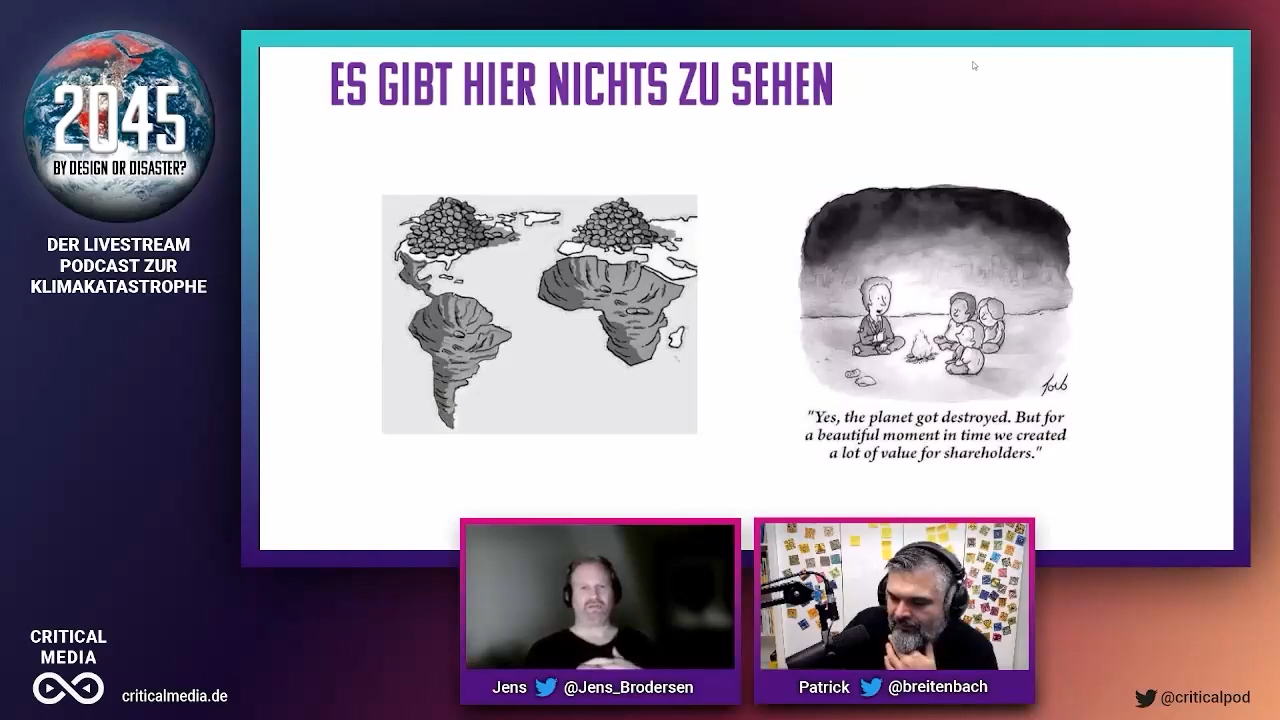 2045
BY DESIGN OR DISASTER?
DER LIVESTREAM
PODCAST ZUR
KLIMAKATASTROPHE
ES GIBT HIER NICHTS ZU SEHEN
"Yes, the planet got destroyed. But for
a beautiful moment in time we created
a lot of value for shareholders."
CRITICAL
MEDIA
criticalmedia.de
Jens @Jens_Brodersen
Patrick @breitenbach
@criticalpod